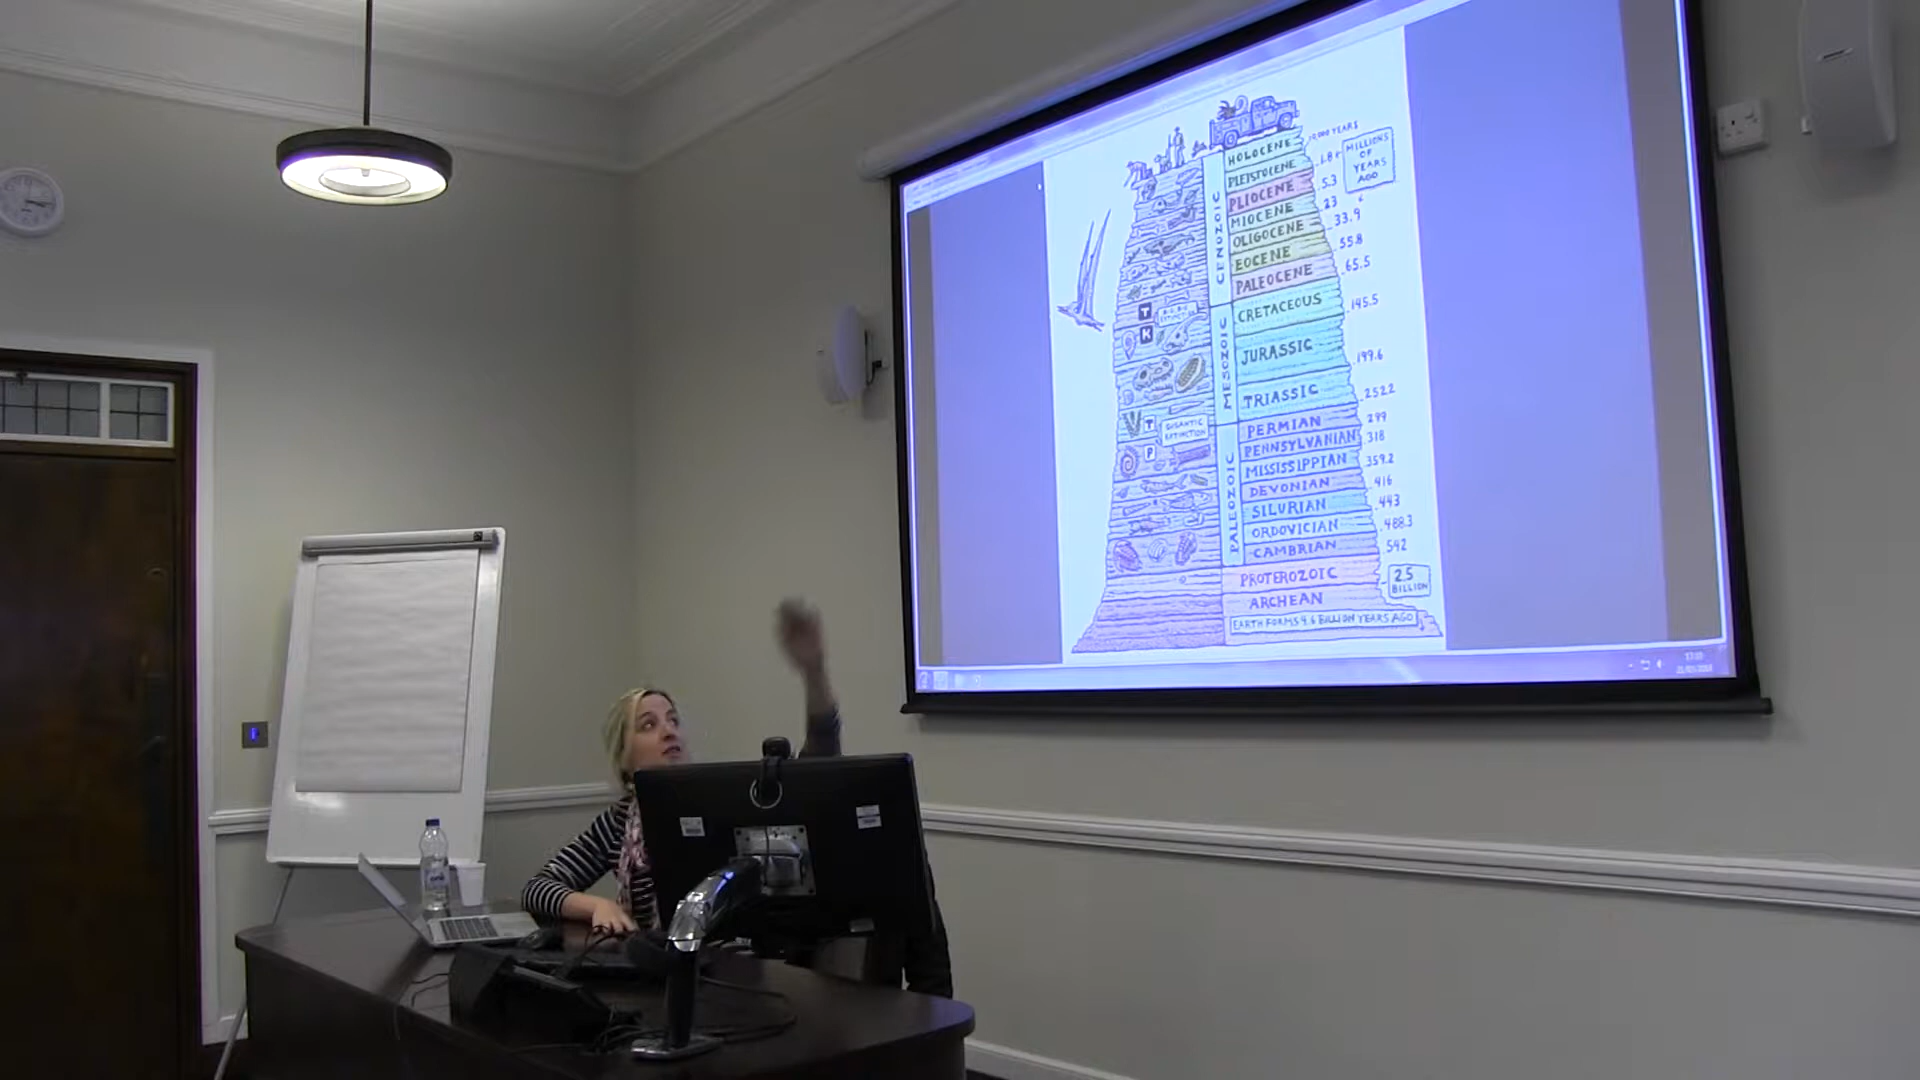 10,000 YEARS
HOLOCENE
1.8
MILLIONS
OF
YEARS
AGO
PLEISTOCENE
5.3
PLIOCENE
23
MIOCENE
33.9
OLIGOCENE
55.8
EOCENE
65.5
PALEOCENE
CENOZOIC
CRETACEOUS
145.5
T
K
JURASSIC
199.6
MESOZOIC
TRIASSIC
252.2
T
P
GIGANTIC
EXTINCTION
PERMIAN
299
PENNSYLVANIAN
318
MISSISSIPPIAN
359.2
DEVONIAN
416
SILURIAN
443
ORDOVICIAN
488.3
CAMBRIAN
542
PALEOZOIC
PROTEROZOIC
2.5
BILLION
ARCHEAN
EARTH FORMS 4.6 BILLION YEARS AGO